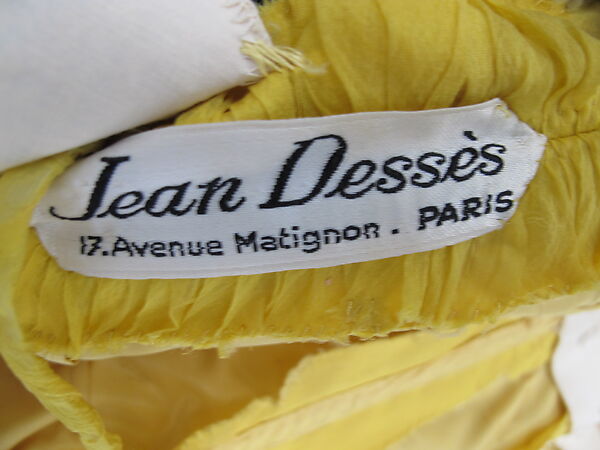 Jean Dessès
17. Avenue Matignon . PARIS